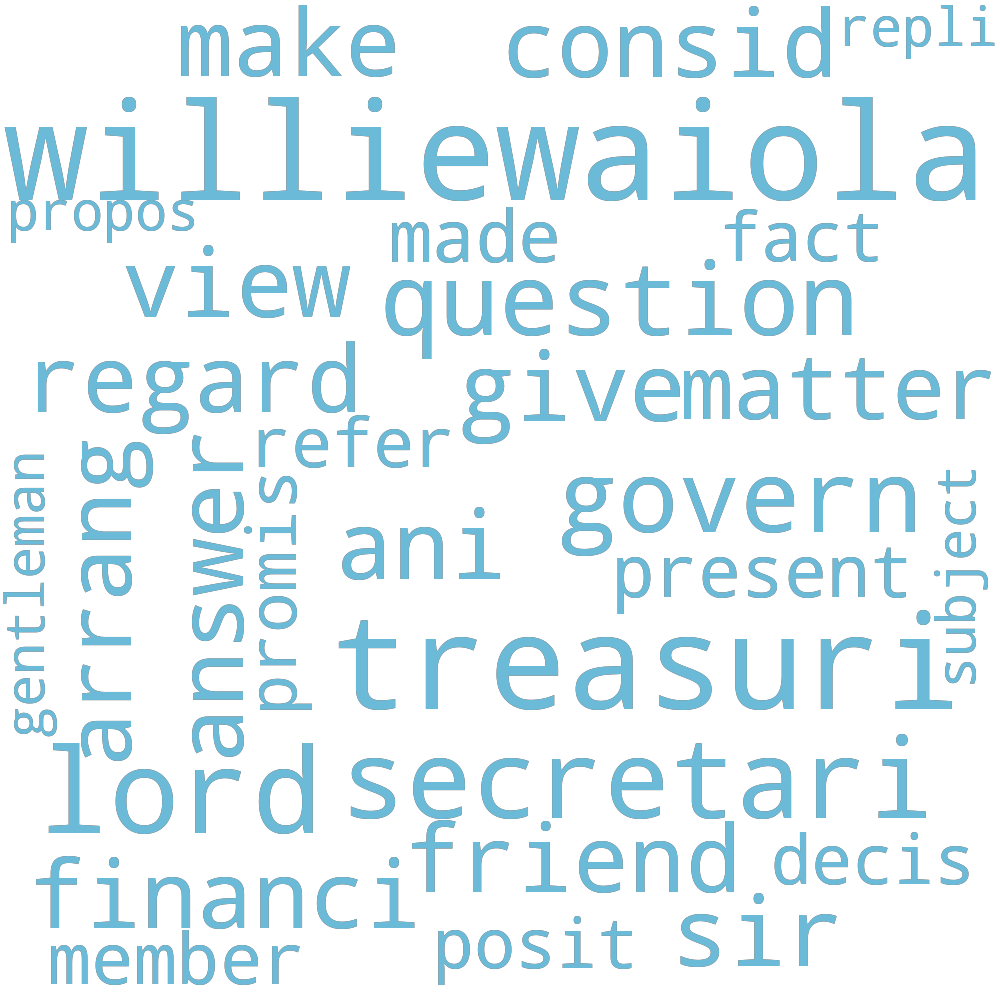 make consid repli
williewaiola
propos made fact
view question
regard give matter
refer
gentleman arrang answer promis ani govern subject
present
treasuri
lord secretari
friend decis
financi sir
member posit